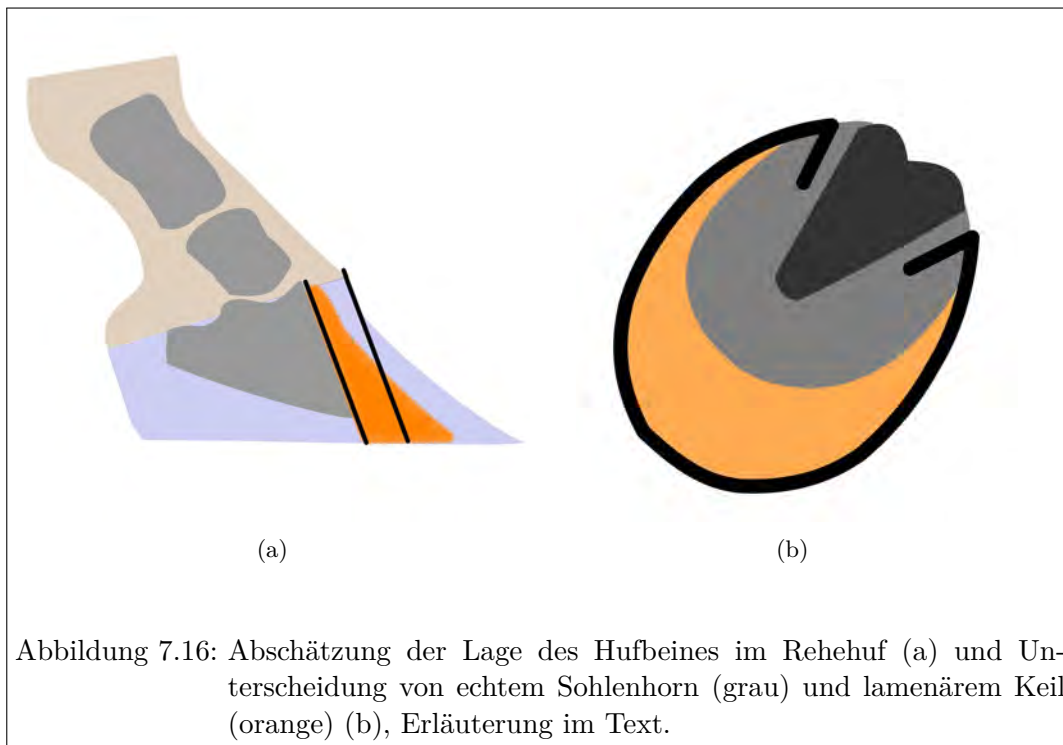 (a)
(b)
Abbildung 7.16: Abschätzung der Lage des Hufbeines im Rehehuf (a) und Un-
terscheidung von echtem Sohlenhorn (grau) und lamenärem Keil
(orange) (b), Erläuterung im Text.